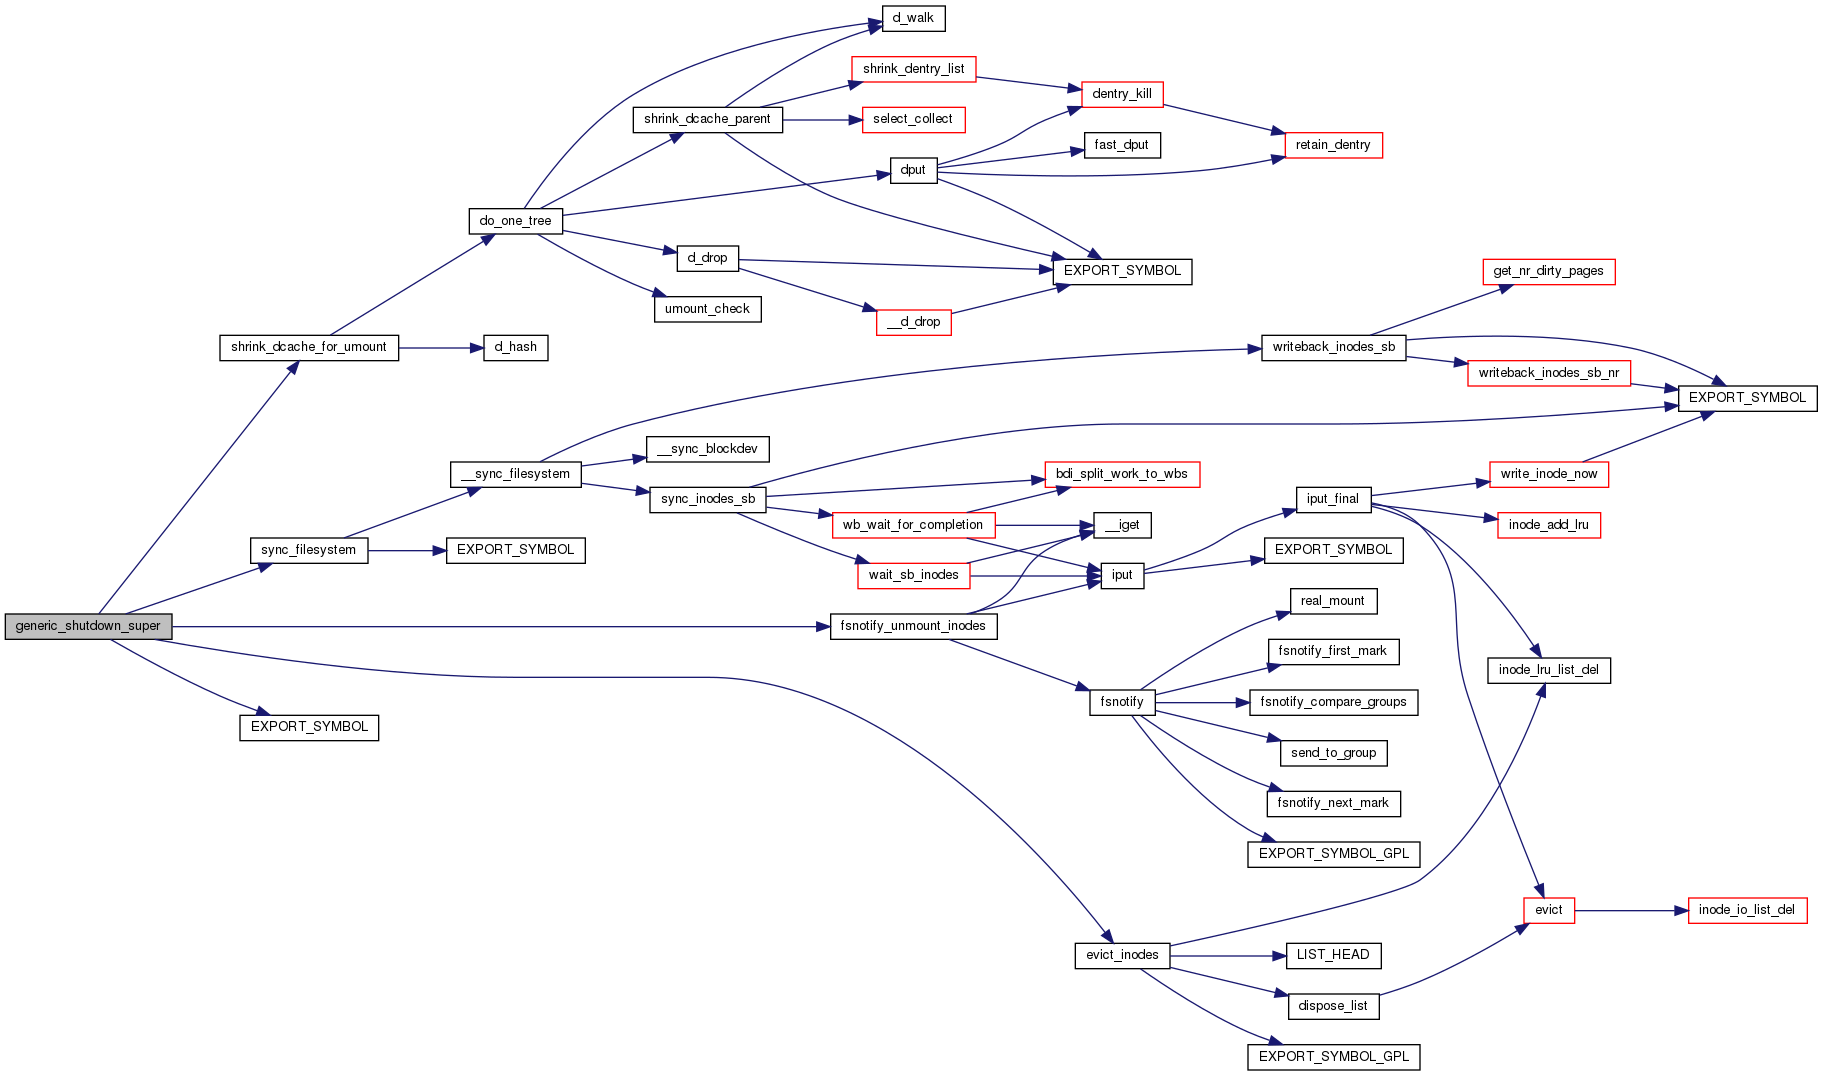 d_walk
shrink_dentry_list
dentry_kill
shrink_dcache_parent
select_collect
fast_dput
retain_dentry
dput
do_one_tree
d_drop
EXPORT_SYMBOL
get_nr_dirty_pages
umount_check
__d_drop
shrink_dcache_for_umount
d_hash
writeback_inodes_sb
writeback_inodes_sb_nr
EXPORT_SYMBOL
__sync_blockdev
__sync_filesystem
bdi_split_work_to_wbs
write_inode_now
sync_inodes_sb
iput_final
wb_wait_for_completion
__iget
inode_add_lru
sync_filesystem
EXPORT_SYMBOL
EXPORT_SYMBOL
wait_sb_inodes
iput
real_mount
generic_shutdown_super
fsnotify_unmount_inodes
fsnotify_first_mark
inode_lru_list_del
fsnotify
fsnotify_compare_groups
EXPORT_SYMBOL
send_to_group
fsnotify_next_mark
EXPORT_SYMBOL_GPL
evict
inode_io_list_del
evict_inodes
LIST_HEAD
dispose_list
EXPORT_SYMBOL_GPL